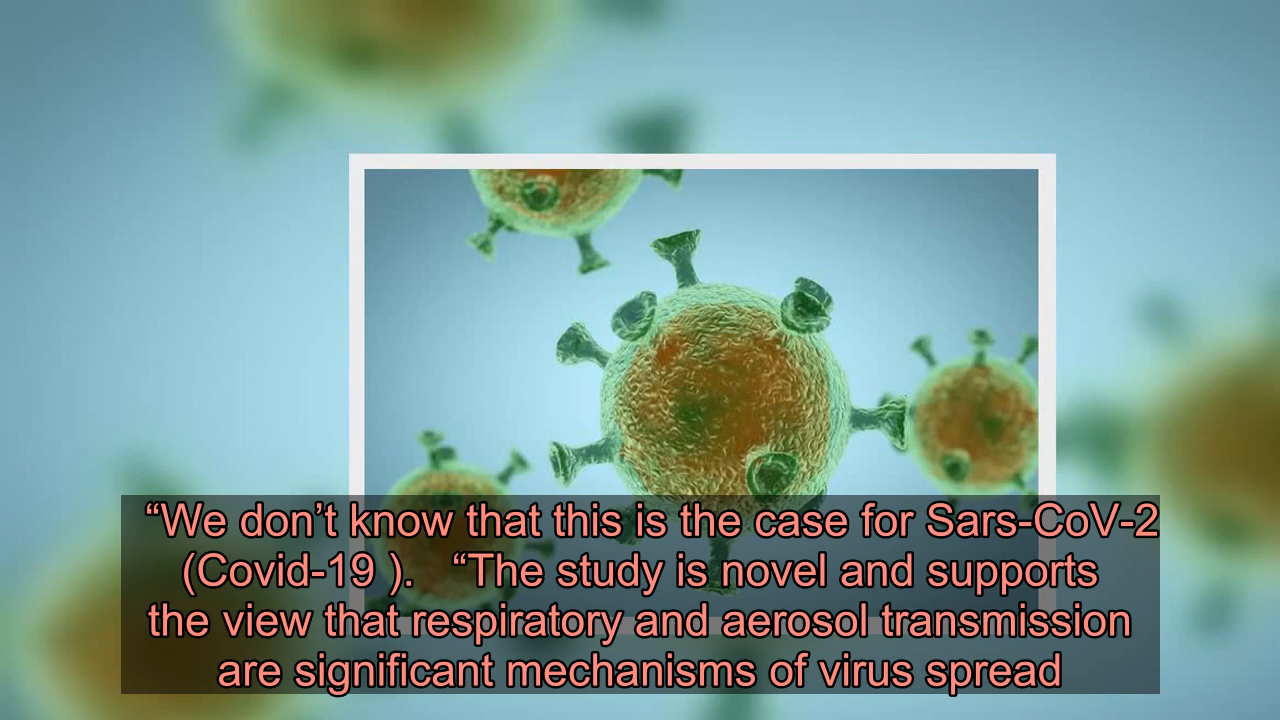 “We don’t know that this is the case for Sars-CoV-2
(Covid-19 ).   “The study is novel and supports
the view that respiratory and aerosol transmission
are significant mechanisms of virus spread